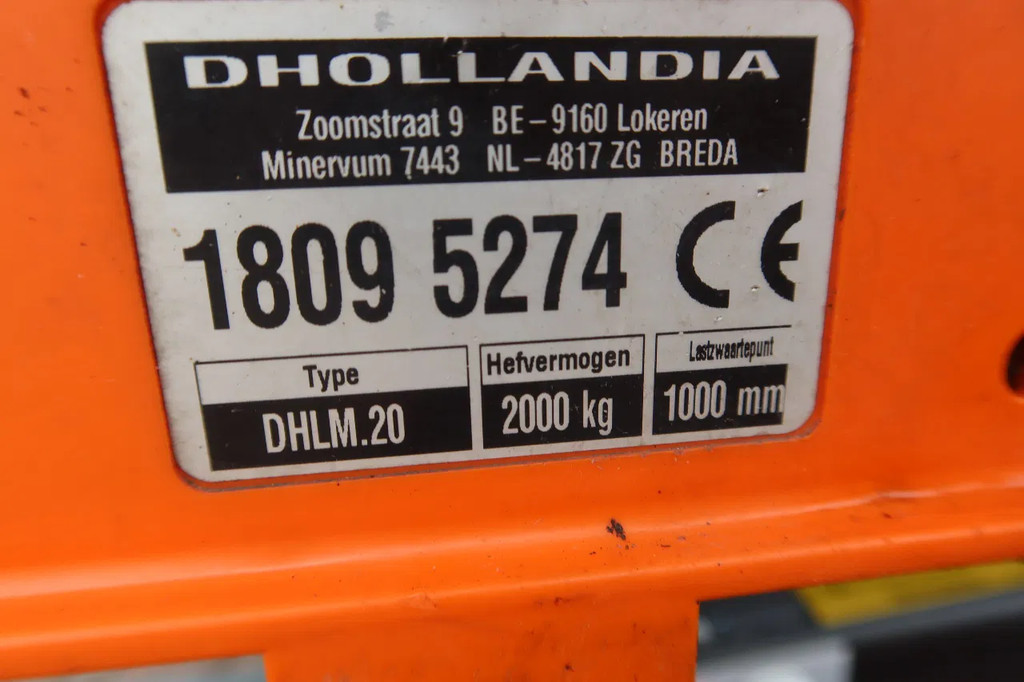 DHOLLANDIA
Zoomstraat 9 BE-9160 Lokeren
Minervum 7443 NL-4817 ZG BREDA
1809 5274 CE
Type Hefvermogen Lastzwaartepunt
DHLM.20 2000 kg 1000 mm